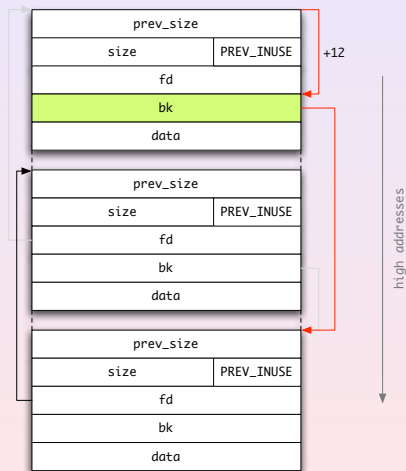 prev_size
size PREV_INUSE +12
fd
bk
data
prev_size
size PREV_INUSE
fd
bk
data
prev_size
size PREV_INUSE
fd
bk
data
high addresses